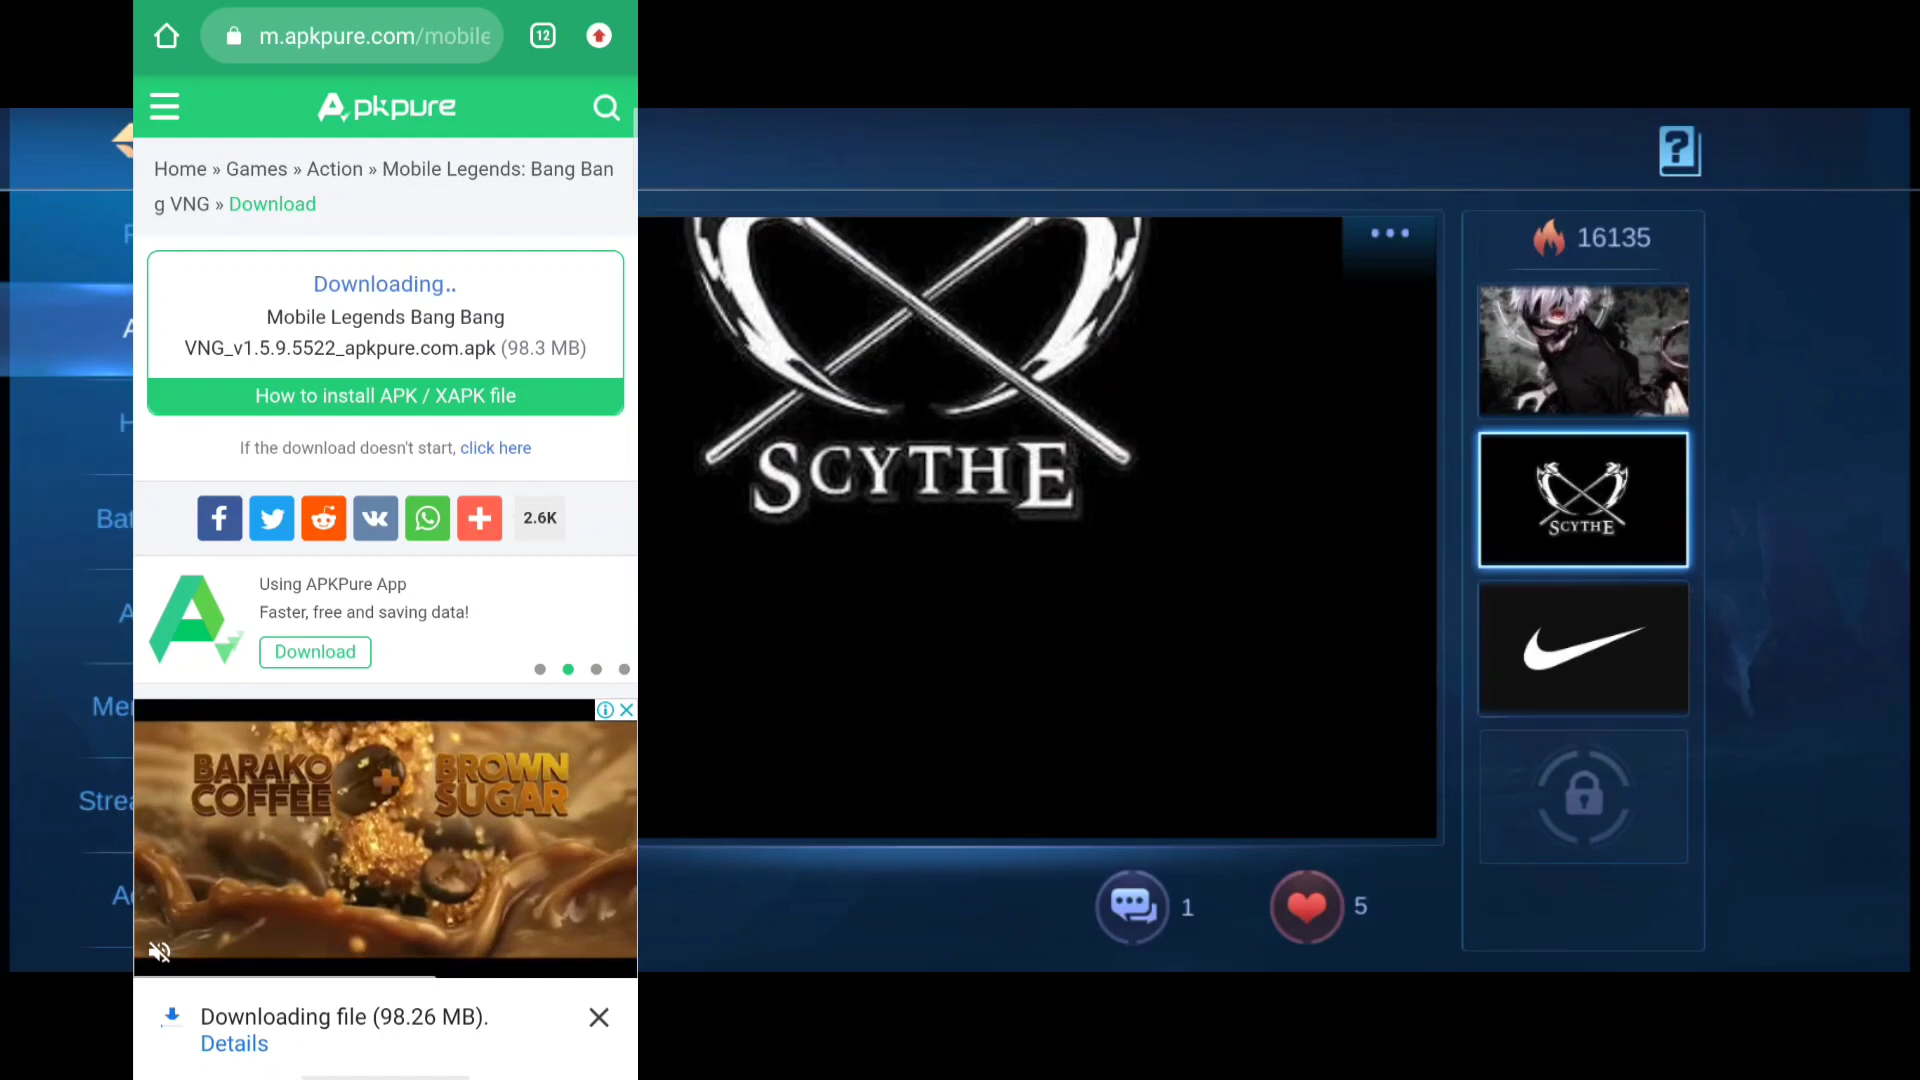 m.apkpure.com/mobile
12
Apkpure
Home » Games » Action » Mobile Legends: Bang Ban
g VNG » Download
Downloading..
Mobile Legends Bang Bang
VNG_v1.5.9.5522_apkpure.com.apk (98.3 MB)
How to install APK / XAPK file
If the download doesn't start, click here
2.6K
Using APKPure App
Faster, free and saving data!
Download
BARAKO COFFEE + BROWN SUGAR
Downloading file (98.26 MB).
Details
Bat
Me
Strea
A
SCYTHE
16135
SCYTHE
1
5